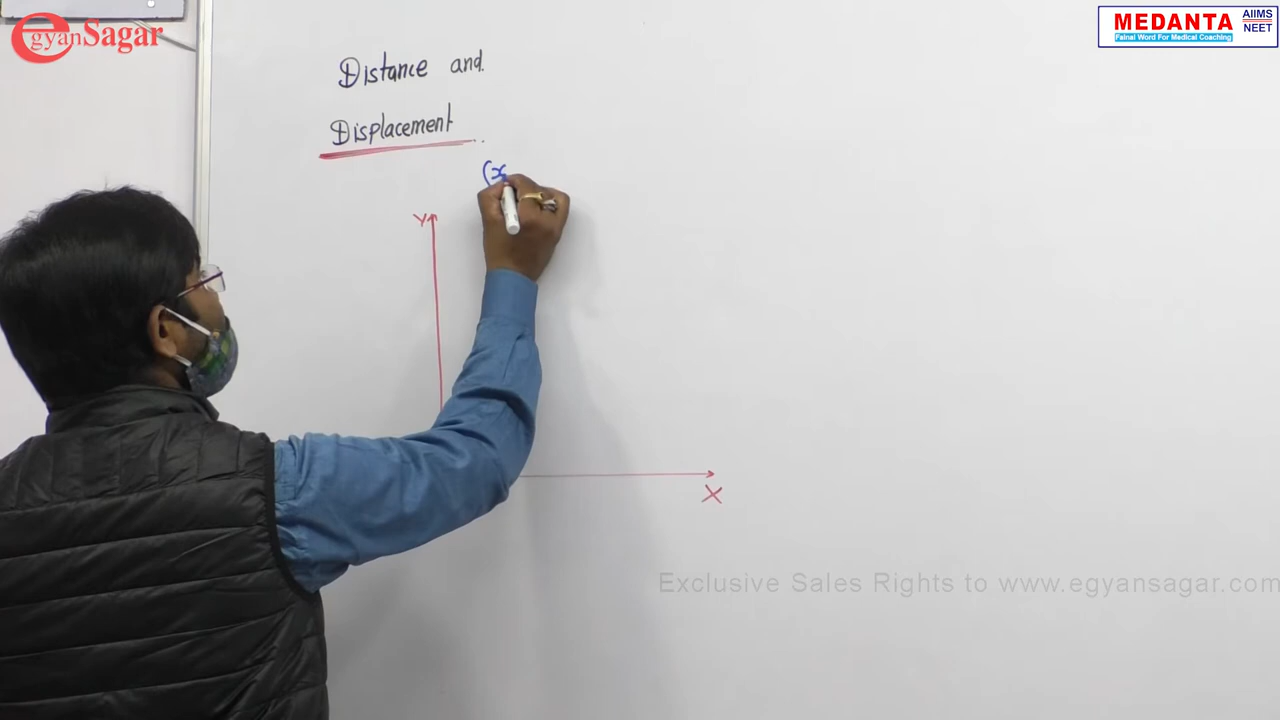 egyanSagar
MEDANTA
Fainal Word For Medical Coaching
AIIMS
NEET
Distance and
Displacement
(x
Y
X
Exclusive Sales Rights to www.egyansagar.com